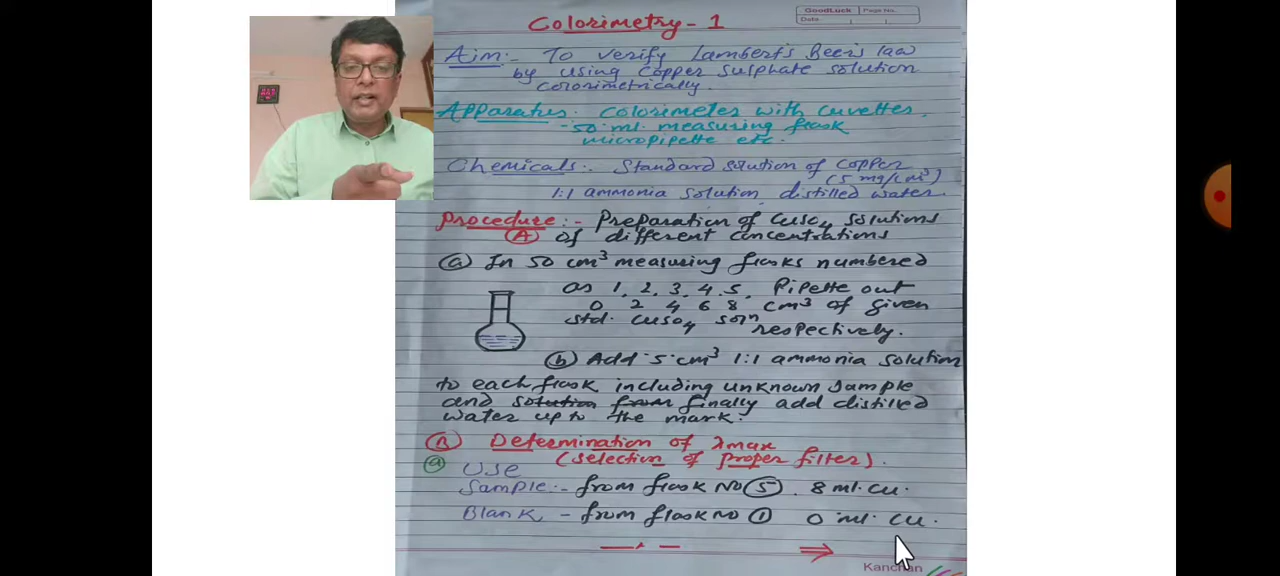 GoodLuck Page No.
Date
Colorimetry - 1
Aim:- To verify Lambert's Beer's law
by using Copper Sulphate solution
colorimetrically.
Apparatus:- Colorimeter with cuvettes,
-50 ml measuring flask
micropipette etc.
Chemicals:- Standard solution of Copper
(5 mg/cm³)
1:1 ammonia solution, distilled water
Procedure:- Preparation of CuSO₄ solutions
(A) of different concentrations
(a) In 50 cm³ measuring flasks numbered
as 1, 2, 3, 4, 5, Pipette out
0 2 4 6 8 cm³ of given
std. CuSO₄ soln respectively.
(b) Add 5 cm³ 1:1 ammonia solution
to each flask including unknown sample
and solution from finally add distilled
water up to the mark.
(B) Determination of λmax
(selection of proper filter).
(a) Use
Sample:- from flask No (5). 8 ml. Cu.
Blank, - from flask No (1) 0 ml. Cu.
Kanchan